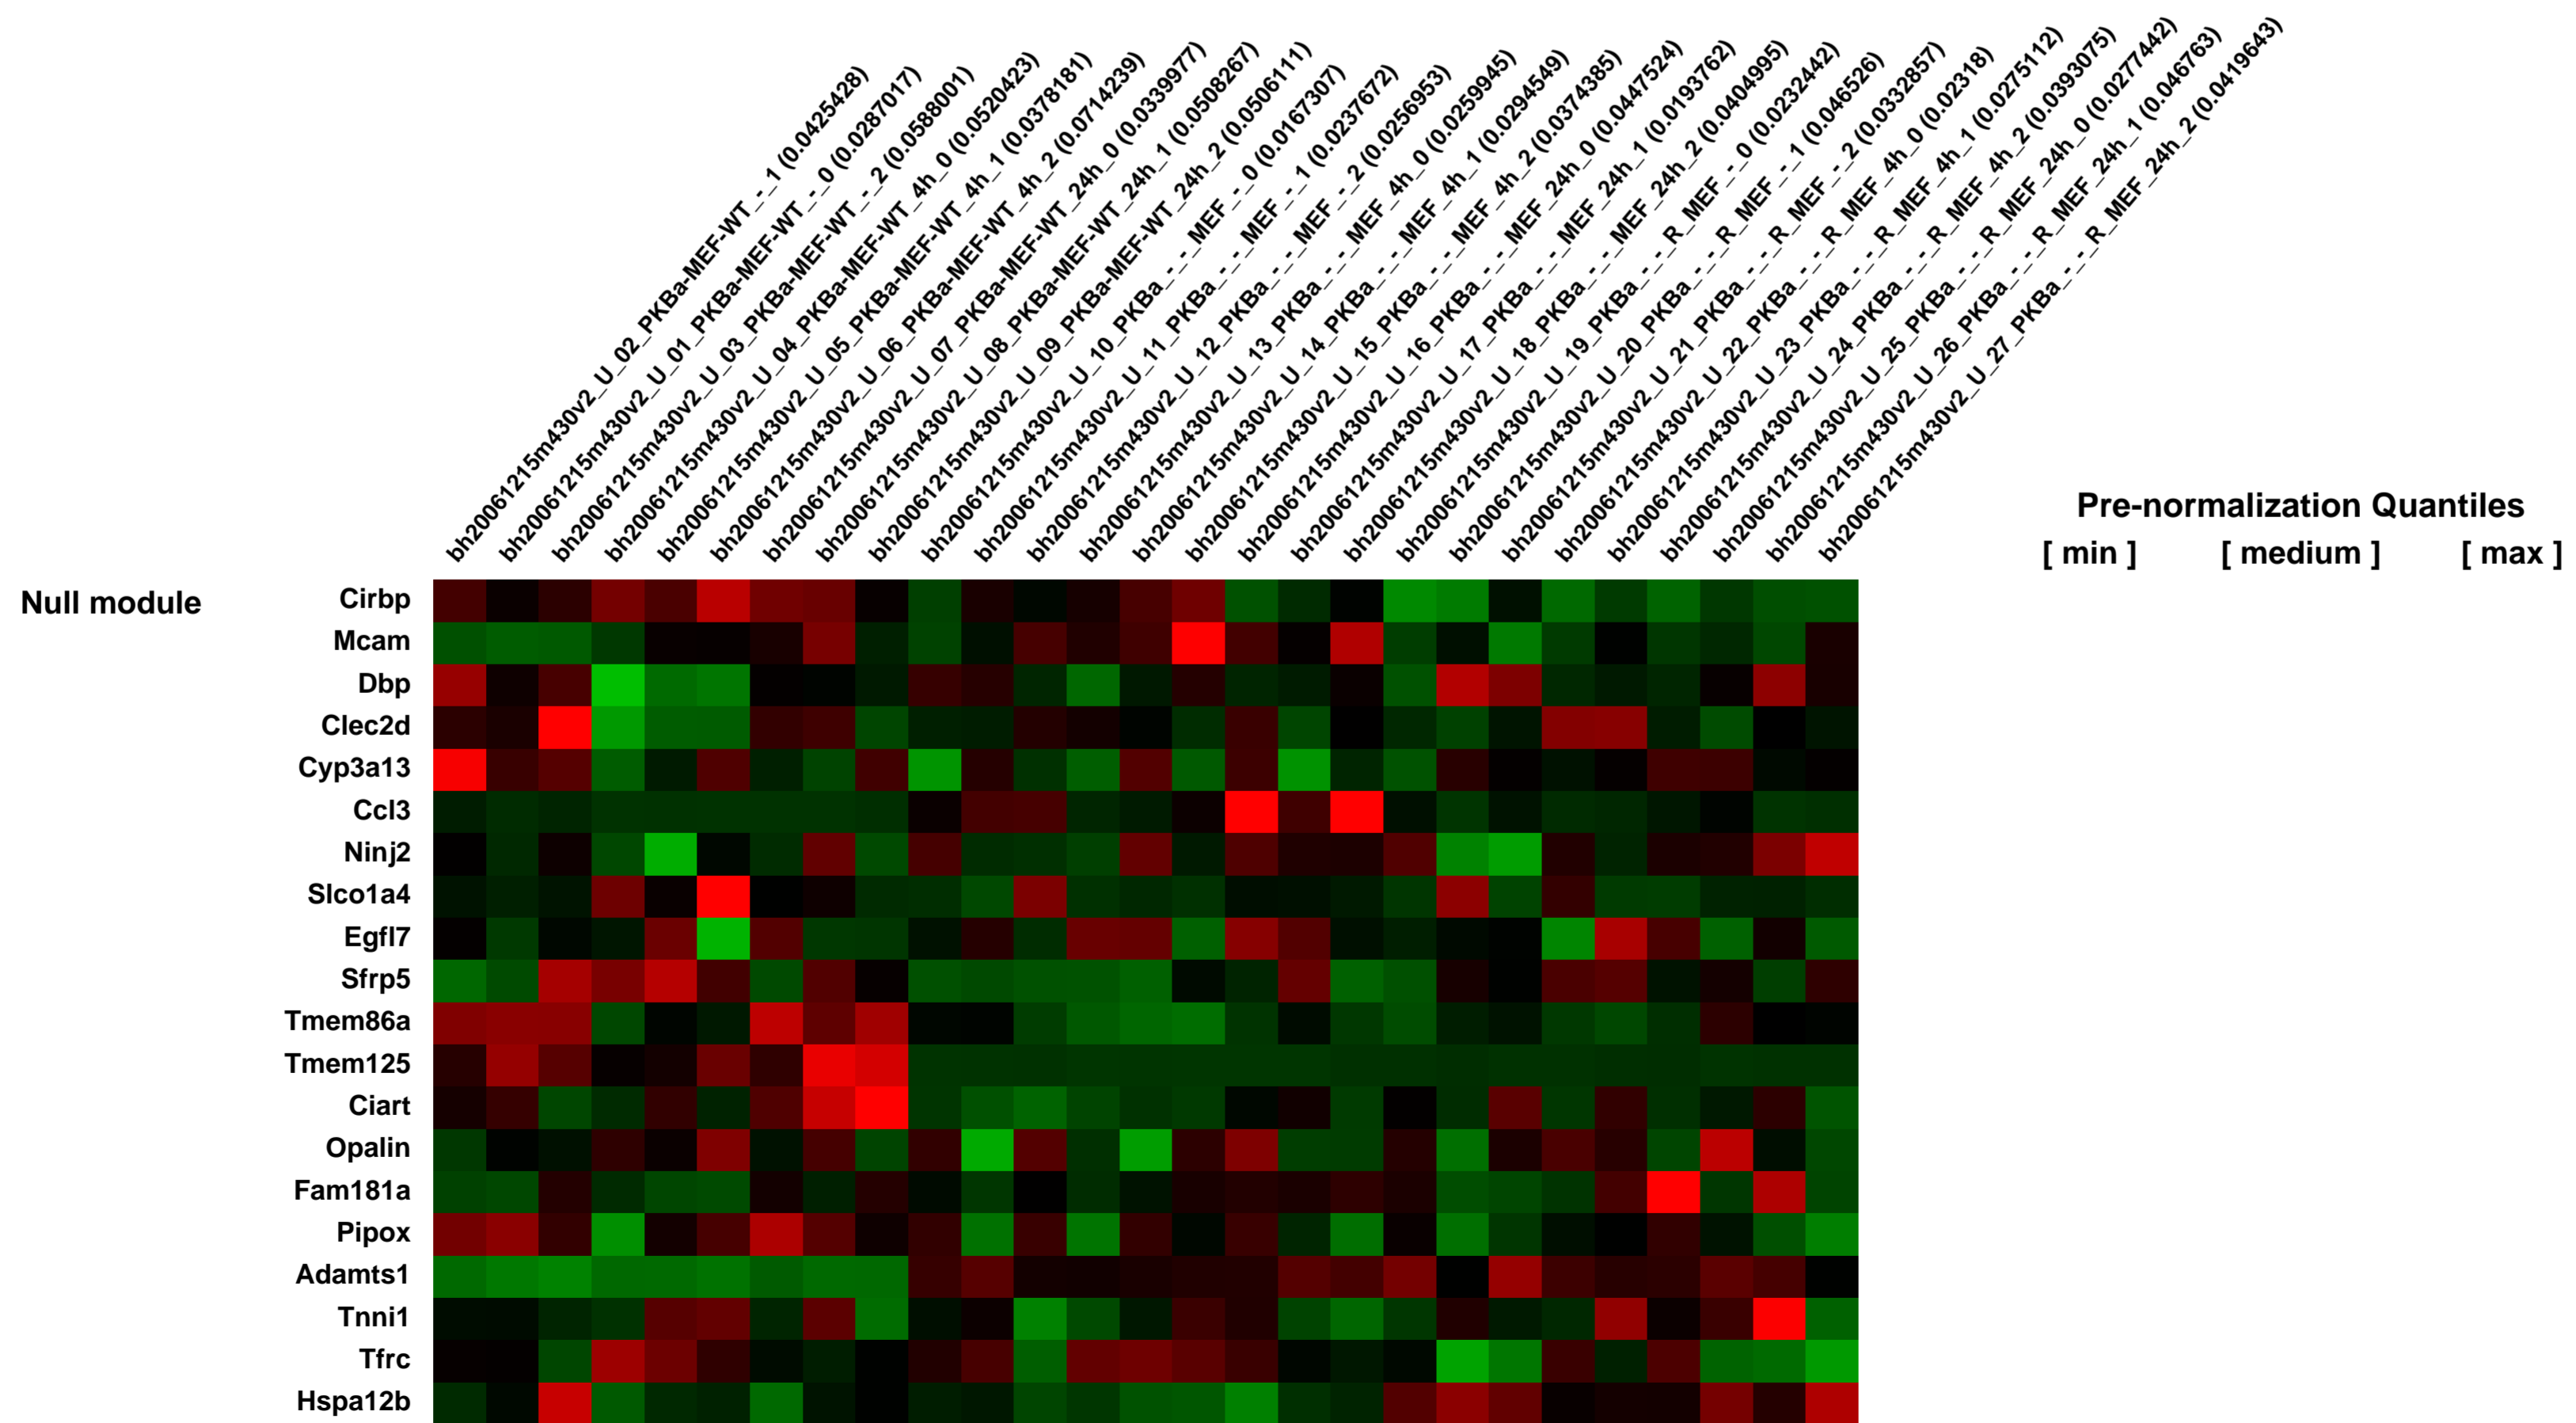 bh20061215m430v2_U_02_PKBa-MEF-WT_-_1 (0.0425428)
bh20061215m430v2_U_01_PKBa-MEF-WT_-_0 (0.0287017)
bh20061215m430v2_U_03_PKBa-MEF-WT_-_2 (0.0588001)
bh20061215m430v2_U_04_PKBa-MEF-WT_4h_0 (0.0520423)
bh20061215m430v2_U_05_PKBa-MEF-WT_4h_1 (0.0378181)
bh20061215m430v2_U_06_PKBa-MEF-WT_4h_2 (0.0714239)
bh20061215m430v2_U_07_PKBa-MEF-WT_24h_0 (0.0339977)
bh20061215m430v2_U_08_PKBa-MEF-WT_24h_1 (0.0508267)
bh20061215m430v2_U_09_PKBa-MEF-WT_24h_2 (0.0506111)
bh20061215m430v2_U_10_PKBa_-_-_MEF_-_0 (0.0167307)
bh20061215m430v2_U_11_PKBa_-_-_MEF_-_1 (0.0237672)
bh20061215m430v2_U_12_PKBa_-_-_MEF_-_2 (0.0256953)
bh20061215m430v2_U_13_PKBa_-_-_MEF_4h_0 (0.0259945)
bh20061215m430v2_U_14_PKBa_-_-_MEF_4h_1 (0.0294549)
bh20061215m430v2_U_15_PKBa_-_-_MEF_4h_2 (0.0374385)
bh20061215m430v2_U_16_PKBa_-_-_MEF_24h_0 (0.0447524)
bh20061215m430v2_U_17_PKBa_-_-_MEF_24h_1 (0.0193762)
bh20061215m430v2_U_18_PKBa_-_-_MEF_24h_2 (0.0404995)
bh20061215m430v2_U_19_PKBa_-_-_R_MEF_-_0 (0.0232442)
bh20061215m430v2_U_20_PKBa_-_-_R_MEF_-_1 (0.046526)
bh20061215m430v2_U_21_PKBa_-_-_R_MEF_-_2 (0.0332857)
bh20061215m430v2_U_22_PKBa_-_-_R_MEF_4h_0 (0.02318)
bh20061215m430v2_U_23_PKBa_-_-_R_MEF_4h_1 (0.0275112)
bh20061215m430v2_U_24_PKBa_-_-_R_MEF_4h_2 (0.0393075)
bh20061215m430v2_U_25_PKBa_-_-_R_MEF_24h_0 (0.0277442)
bh20061215m430v2_U_26_PKBa_-_-_R_MEF_24h_1 (0.046763)
bh20061215m430v2_U_27_PKBa_-_-_R_MEF_24h_2 (0.0419643)
Pre-normalization Quantiles
[ min ] [ medium ] [ max ]
Null module
Cirbp
Mcam
Dbp
Clec2d
Cyp3a13
Ccl3
Ninj2
Slco1a4
Egfl7
Sfrp5
Tmem86a
Tmem125
Ciart
Opalin
Fam181a
Pipox
Adamts1
Tnni1
Tfrc
Hspa12b